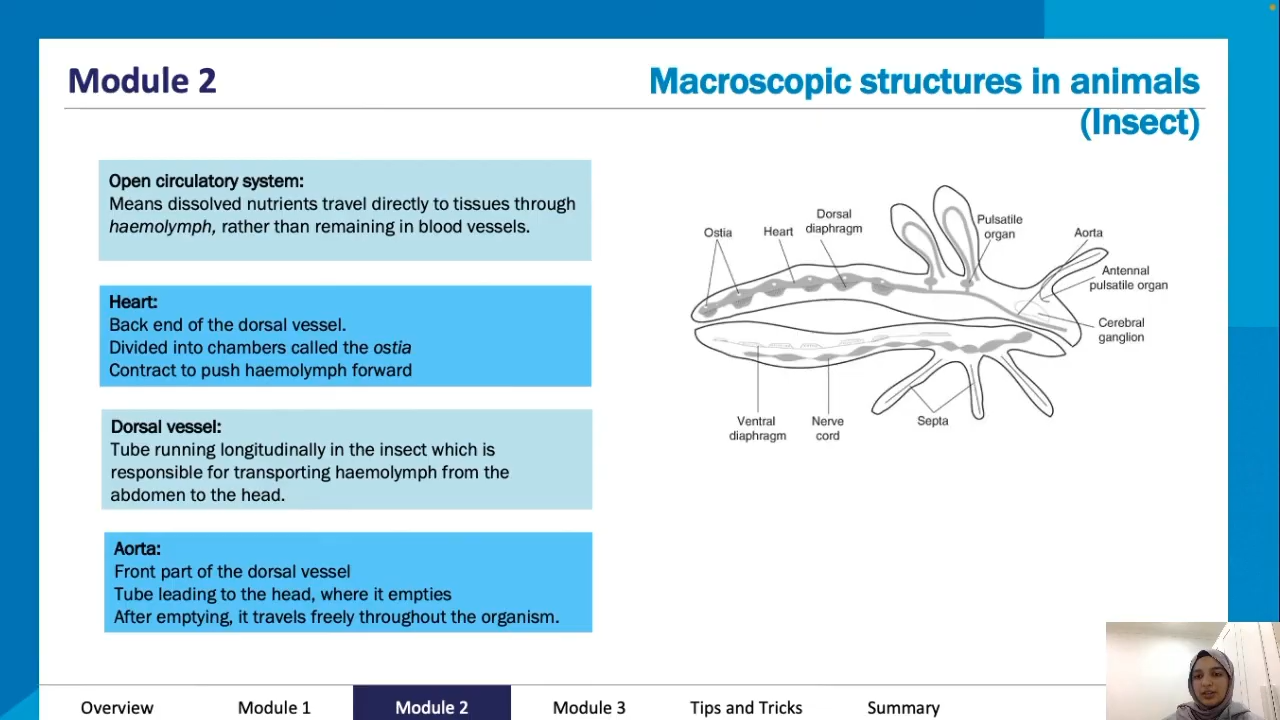 Module 2
Macroscopic structures in animals
(Insect)
Open circulatory system:
Means dissolved nutrients travel directly to tissues through
haemolymph, rather than remaining in blood vessels.
Heart:
Back end of the dorsal vessel.
Divided into chambers called the ostia
Contract to push haemolymph forward
Dorsal vessel:
Tube running longitudinally in the insect which is
responsible for transporting haemolymph from the
abdomen to the head.
Aorta:
Front part of the dorsal vessel
Tube leading to the head, where it empties
After emptying, it travels freely throughout the organism.
Ostia
Heart
Dorsal
diaphragm
Pulsatile
organ
Aorta
Antennal
pulsatile organ
Cerebral
ganglion
Ventral
diaphragm
Nerve
cord
Septa
Overview
Module 1
Module 2
Module 3
Tips and Tricks
Summary